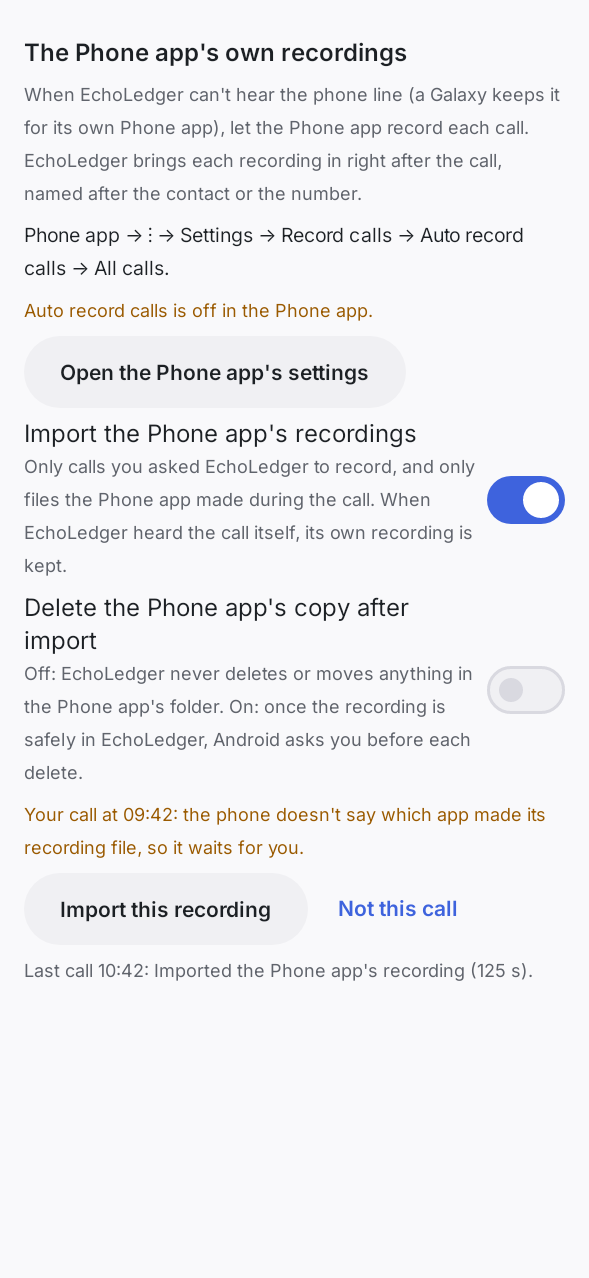 The Phone app's own recordings
When EchoLedger can't hear the phone line (a Galaxy keeps it
for its own Phone app), let the Phone app record each call.
EchoLedger brings each recording in right after the call,
named after the contact or the number.
Phone app → ⋮ → Settings → Record calls → Auto record
calls → All calls.
Auto record calls is off in the Phone app.
Open the Phone app's settings
Import the Phone app's recordings
Only calls you asked EchoLedger to record, and only
files the Phone app made during the call. When
EchoLedger heard the call itself, its own recording is
kept.
Delete the Phone app's copy after
import
Off: EchoLedger never deletes or moves anything in
the Phone app's folder. On: once the recording is
safely in EchoLedger, Android asks you before each
delete.
Your call at 09:42: the phone doesn't say which app made its
recording file, so it waits for you.
Import this recording
Not this call
Last call 10:42: Imported the Phone app's recording (125 s).